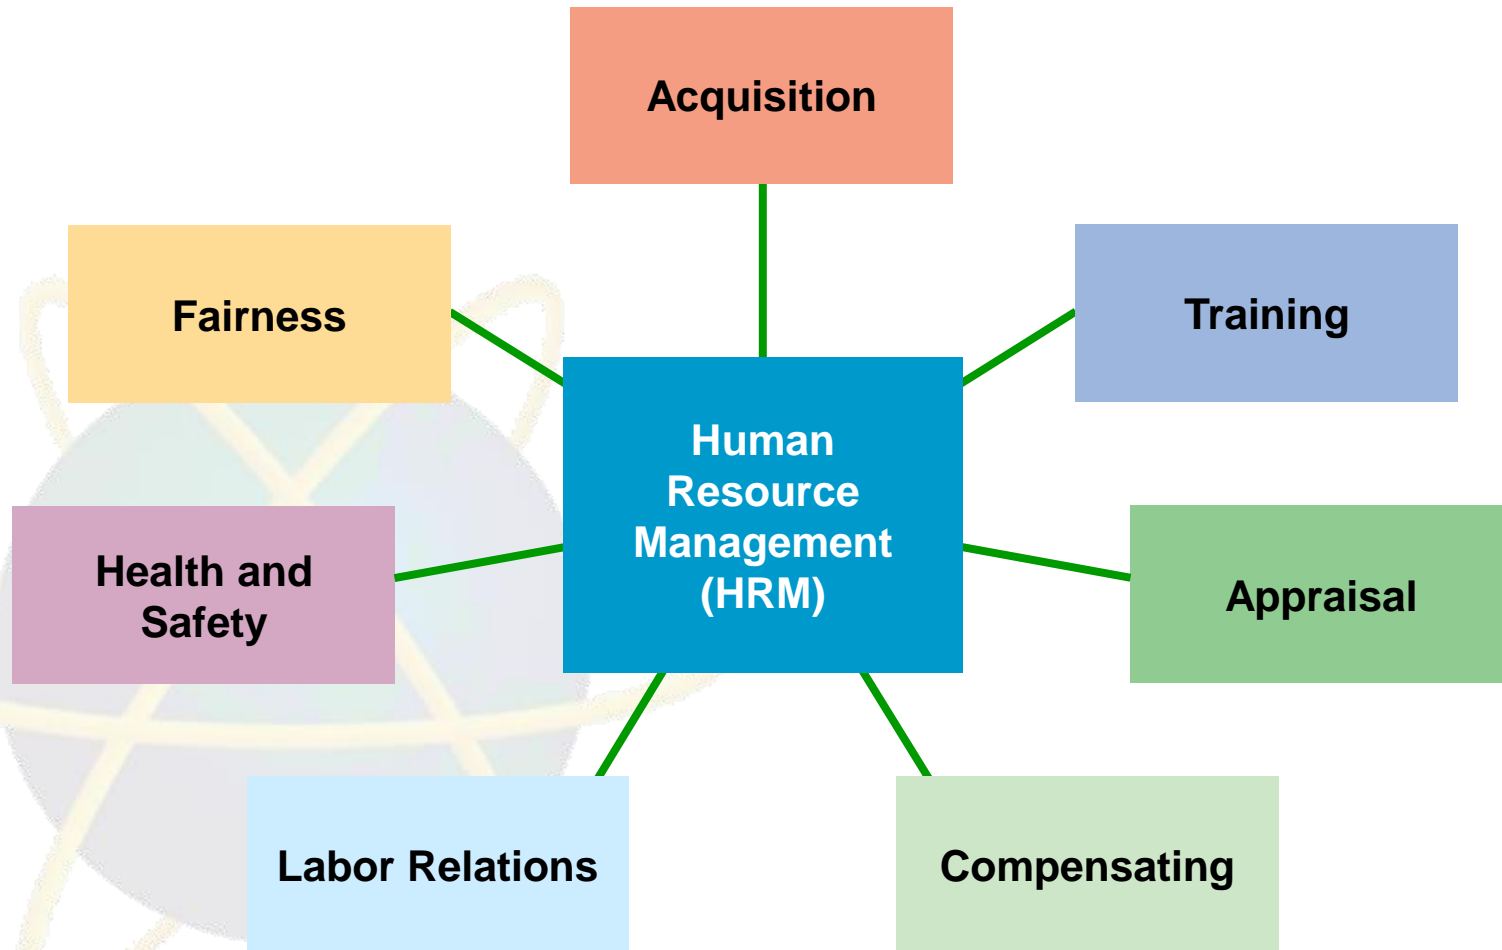 Acquisition
Fairness
Training
Human
Resource
Management
(HRM)
Health and
Safety
Appraisal
Labor Relations
Compensating